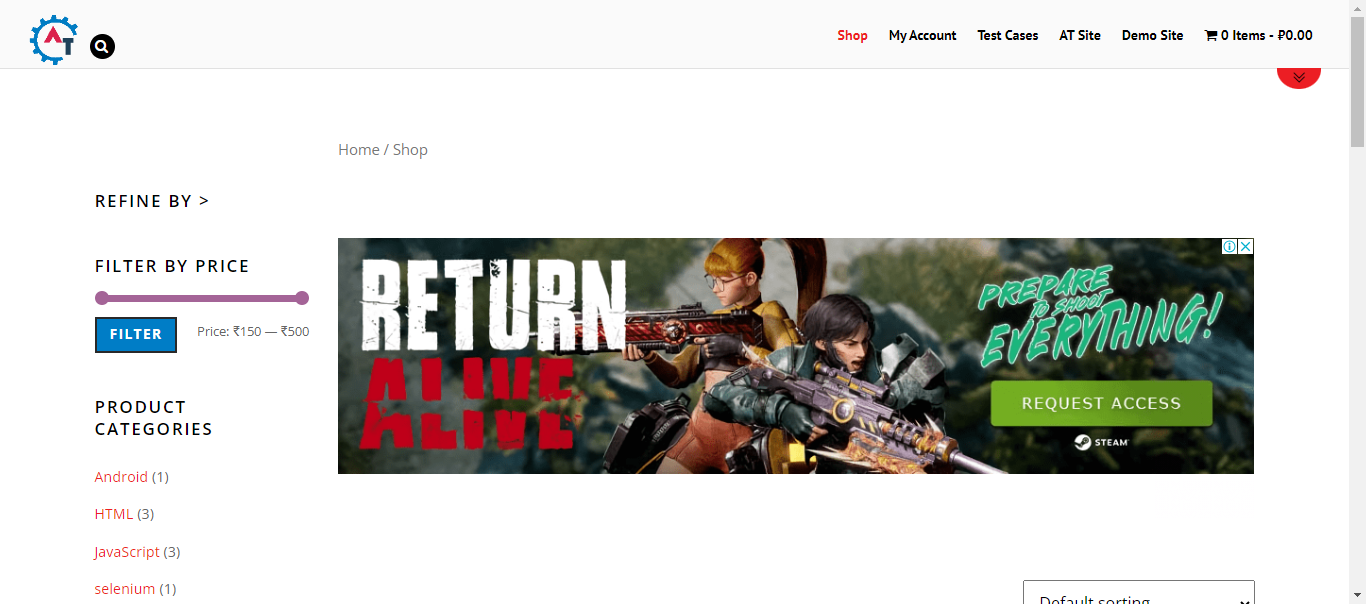 AT
Shop My Account Test Cases AT Site Demo Site 0 Items - ₽0.00
Home / Shop
REFINE BY >
FILTER BY PRICE
FILTER Price: ₹150 — ₹500
PRODUCT
CATEGORIES
Android (1)
HTML (3)
JavaScript (3)
selenium (1)
RETURN
ALIVE
PREPARE
TO SHOOT
EVERYTHING!
REQUEST ACCESS
STEAM
Default sorting